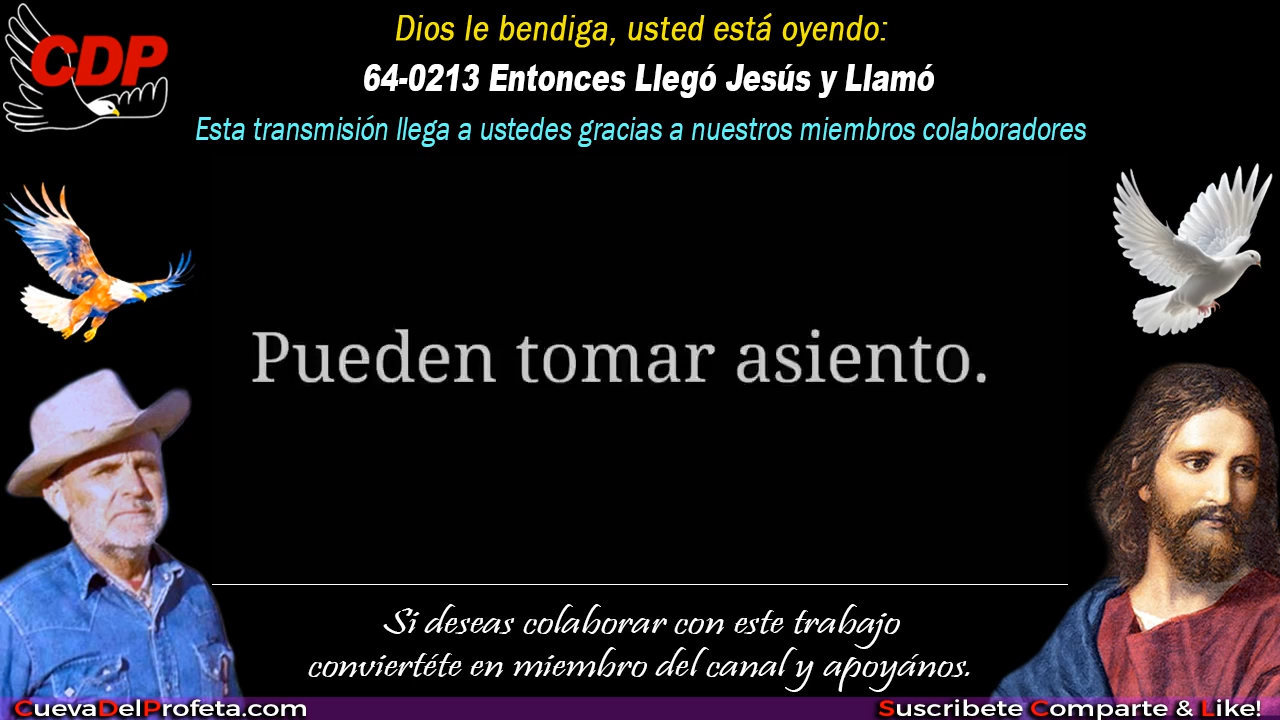 CDP
Dios le bendiga, usted está oyendo:
64-0213 Entonces Llegó Jesús y Llamó
Esta transmisión llega a ustedes gracias a nuestros miembros colaboradores
Pueden tomar asiento.
Si deseas colaborar con este trabajo
conviertéte en miembro del canal y apoyános.
CuevaDelProfeta.com
Suscribete Comparte & Like!